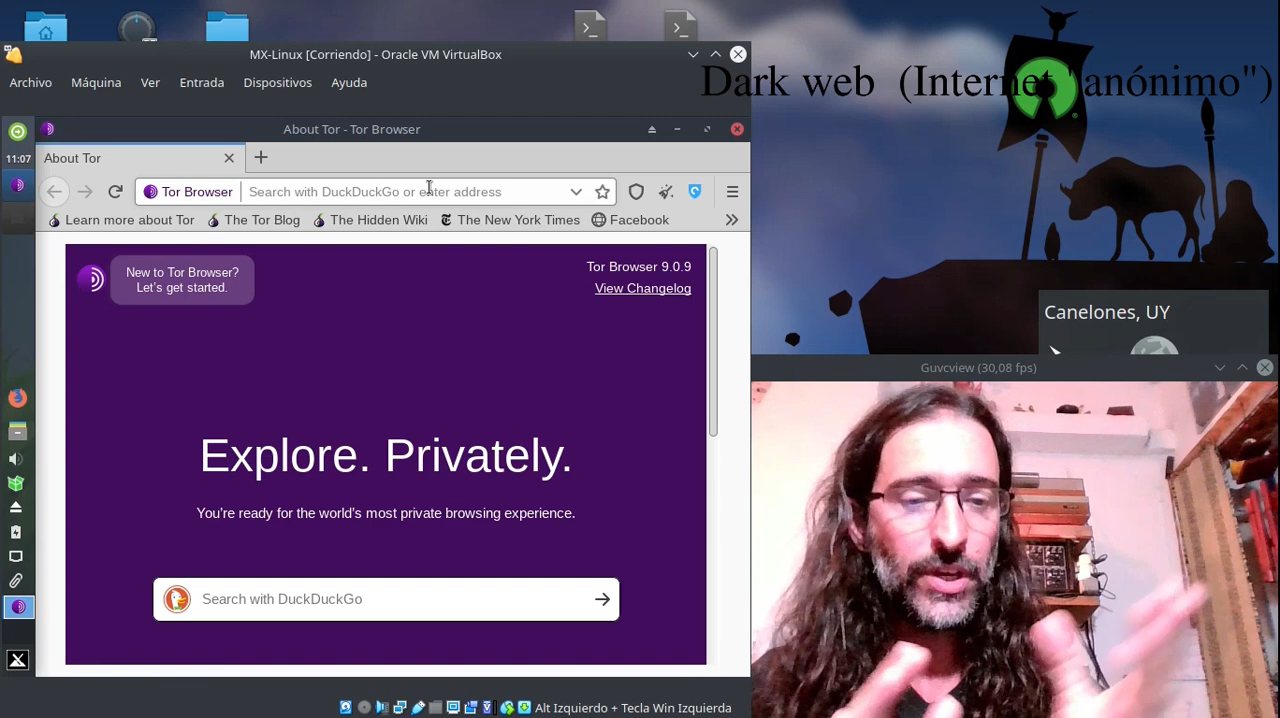 MX-Linux [Corriendo] - Oracle VM VirtualBox
Archivo Máquina Ver Entrada Dispositivos Ayuda
Dark web (Internet "anónimo")
About Tor - Tor Browser
11:07
About Tor
Tor Browser Search with DuckDuckGo or enter address
Learn more about Tor The Tor Blog The Hidden Wiki The New York Times Facebook
New to Tor Browser?
Let's get started.
Tor Browser 9.0.9
View Changelog
Canelones, UY
Guvcview (30,08 fps)
Explore. Privately.
You're ready for the world's most private browsing experience.
Search with DuckDuckGo
Alt Izquierdo + Tecla Win Izquierda